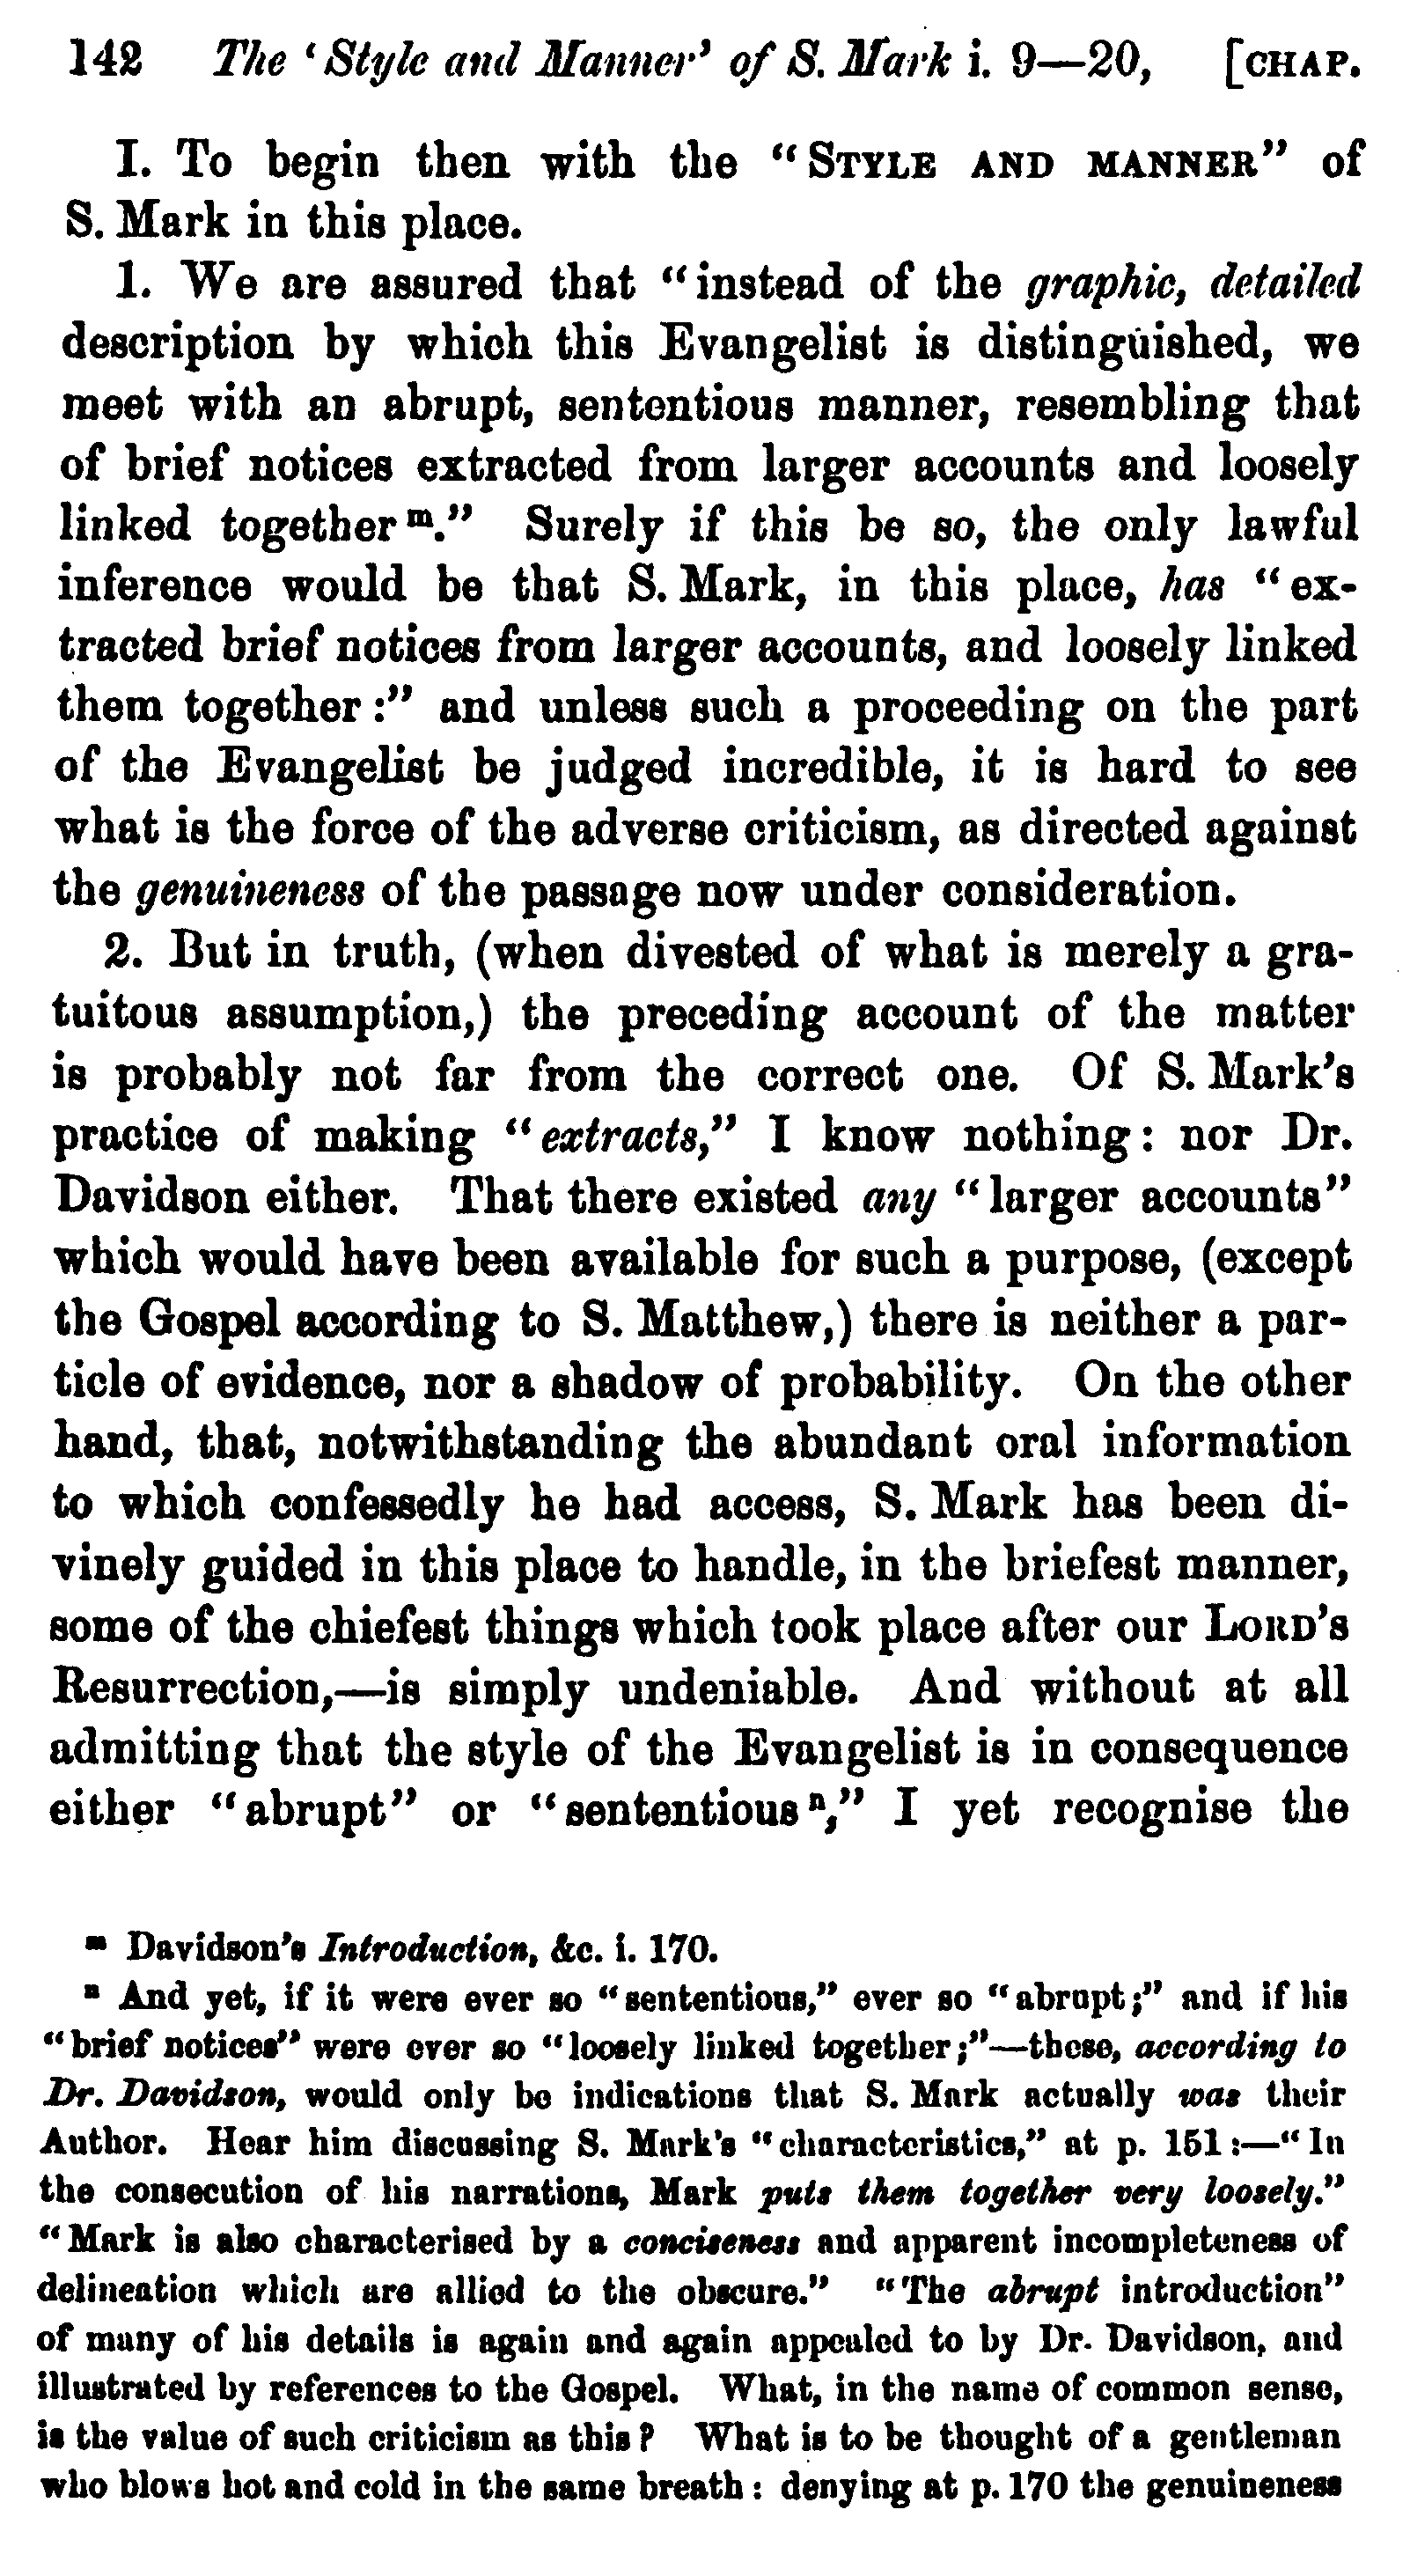 142 The ‘Style and Manner’ of S. Mark i. 9—20, [CHAP.
I. To begin then with the “STYLE AND MANNER” of
S. Mark in this place.
1. We are assured that “instead of the graphic, detailed
description by which this Evangelist is distinguished, we
meet with an abrupt, sententious manner, resembling that
of brief notices extracted from larger accounts and loosely
linked together m.” Surely if this be so, the only lawful
inference would be that S. Mark, in this place, has “ex-
tracted brief notices from larger accounts, and loosely linked
them together:” and unless such a proceeding on the part
of the Evangelist be judged incredible, it is hard to see
what is the force of the adverse criticism, as directed against
the genuineness of the passage now under consideration.
2. But in truth, (when divested of what is merely a gra-
tuitous assumption,) the preceding account of the matter
is probably not far from the correct one. Of S. Mark’s
practice of making “extracts,” I know nothing: nor Dr.
Davidson either. That there existed any “larger accounts”
which would have been available for such a purpose, (except
the Gospel according to S. Matthew,) there is neither a par-
ticle of evidence, nor a shadow of probability. On the other
hand, that, notwithstanding the abundant oral information
to which confessedly he had access, S. Mark has been di-
vinely guided in this place to handle, in the briefest manner,
some of the chiefest things which took place after our LORD’S
Resurrection,—is simply undeniable. And without at all
admitting that the style of the Evangelist is in consequence
either “abrupt” or “sententious n,” I yet recognise the
m Davidson’s Introduction, &c. i. 170.
n And yet, if it were ever so “sententious,” ever so “abrupt;” and if his
“brief notices” were ever so “loosely linked together;”—these, according to
Dr. Davidson, would only be indications that S. Mark actually was their
Author. Hear him discussing S. Mark’s “characteristics,” at p. 151:—“In
the consecution of his narrations, Mark puts them together very loosely.”
“Mark is also characterised by a conciseness and apparent incompleteness of
delineation which are allied to the obscure.” “The abrupt introduction”
of many of his details is again and again appealed to by Dr. Davidson, and
illustrated by references to the Gospel. What, in the name of common sense,
is the value of such criticism as this? What is to be thought of a gentleman
who blows hot and cold in the same breath: denying at p. 170 the genuineness